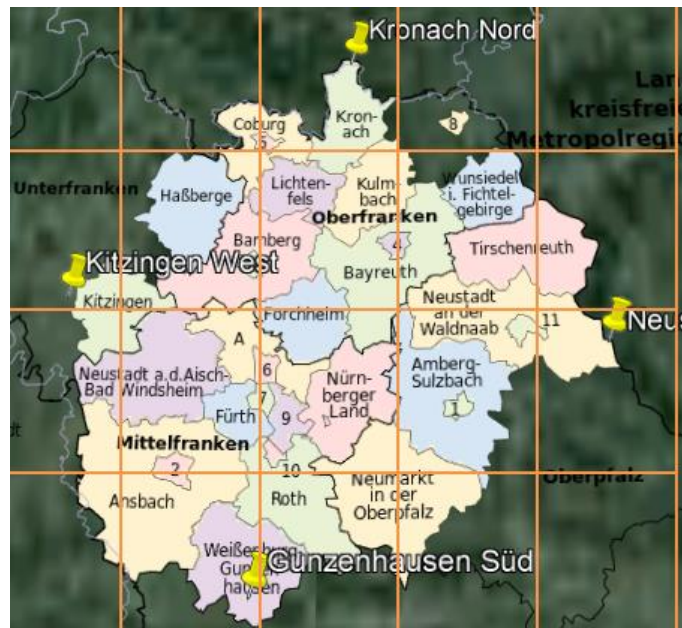 Kronach Nord
Lan
kreisfreie
Metropolregio
Coburg
5
Kron-
ach
8
Unterfranken
Haßberge
Lichten-
fels
Kulm-
bach
Wunsiedel
i. Fichtel-
gebirge
Oberfranken
Bamberg
4
Tirschenreuth
Kitzingen West
Bayreuth
Kitzingen
Forchheim
Neustadt
an der
Waldnaab
11
Neus
A
6
Neustadt a.d.Aisch-
Bad Windsheim
Nürn-
berger
Land
Amberg-
Sulzbach
7
Fürth
9
1
Mittelfranken
2
10
Oberpfalz
Ansbach
Roth
Neumarkt
in der
Oberpfalz
Gunzenhausen Süd
hausen